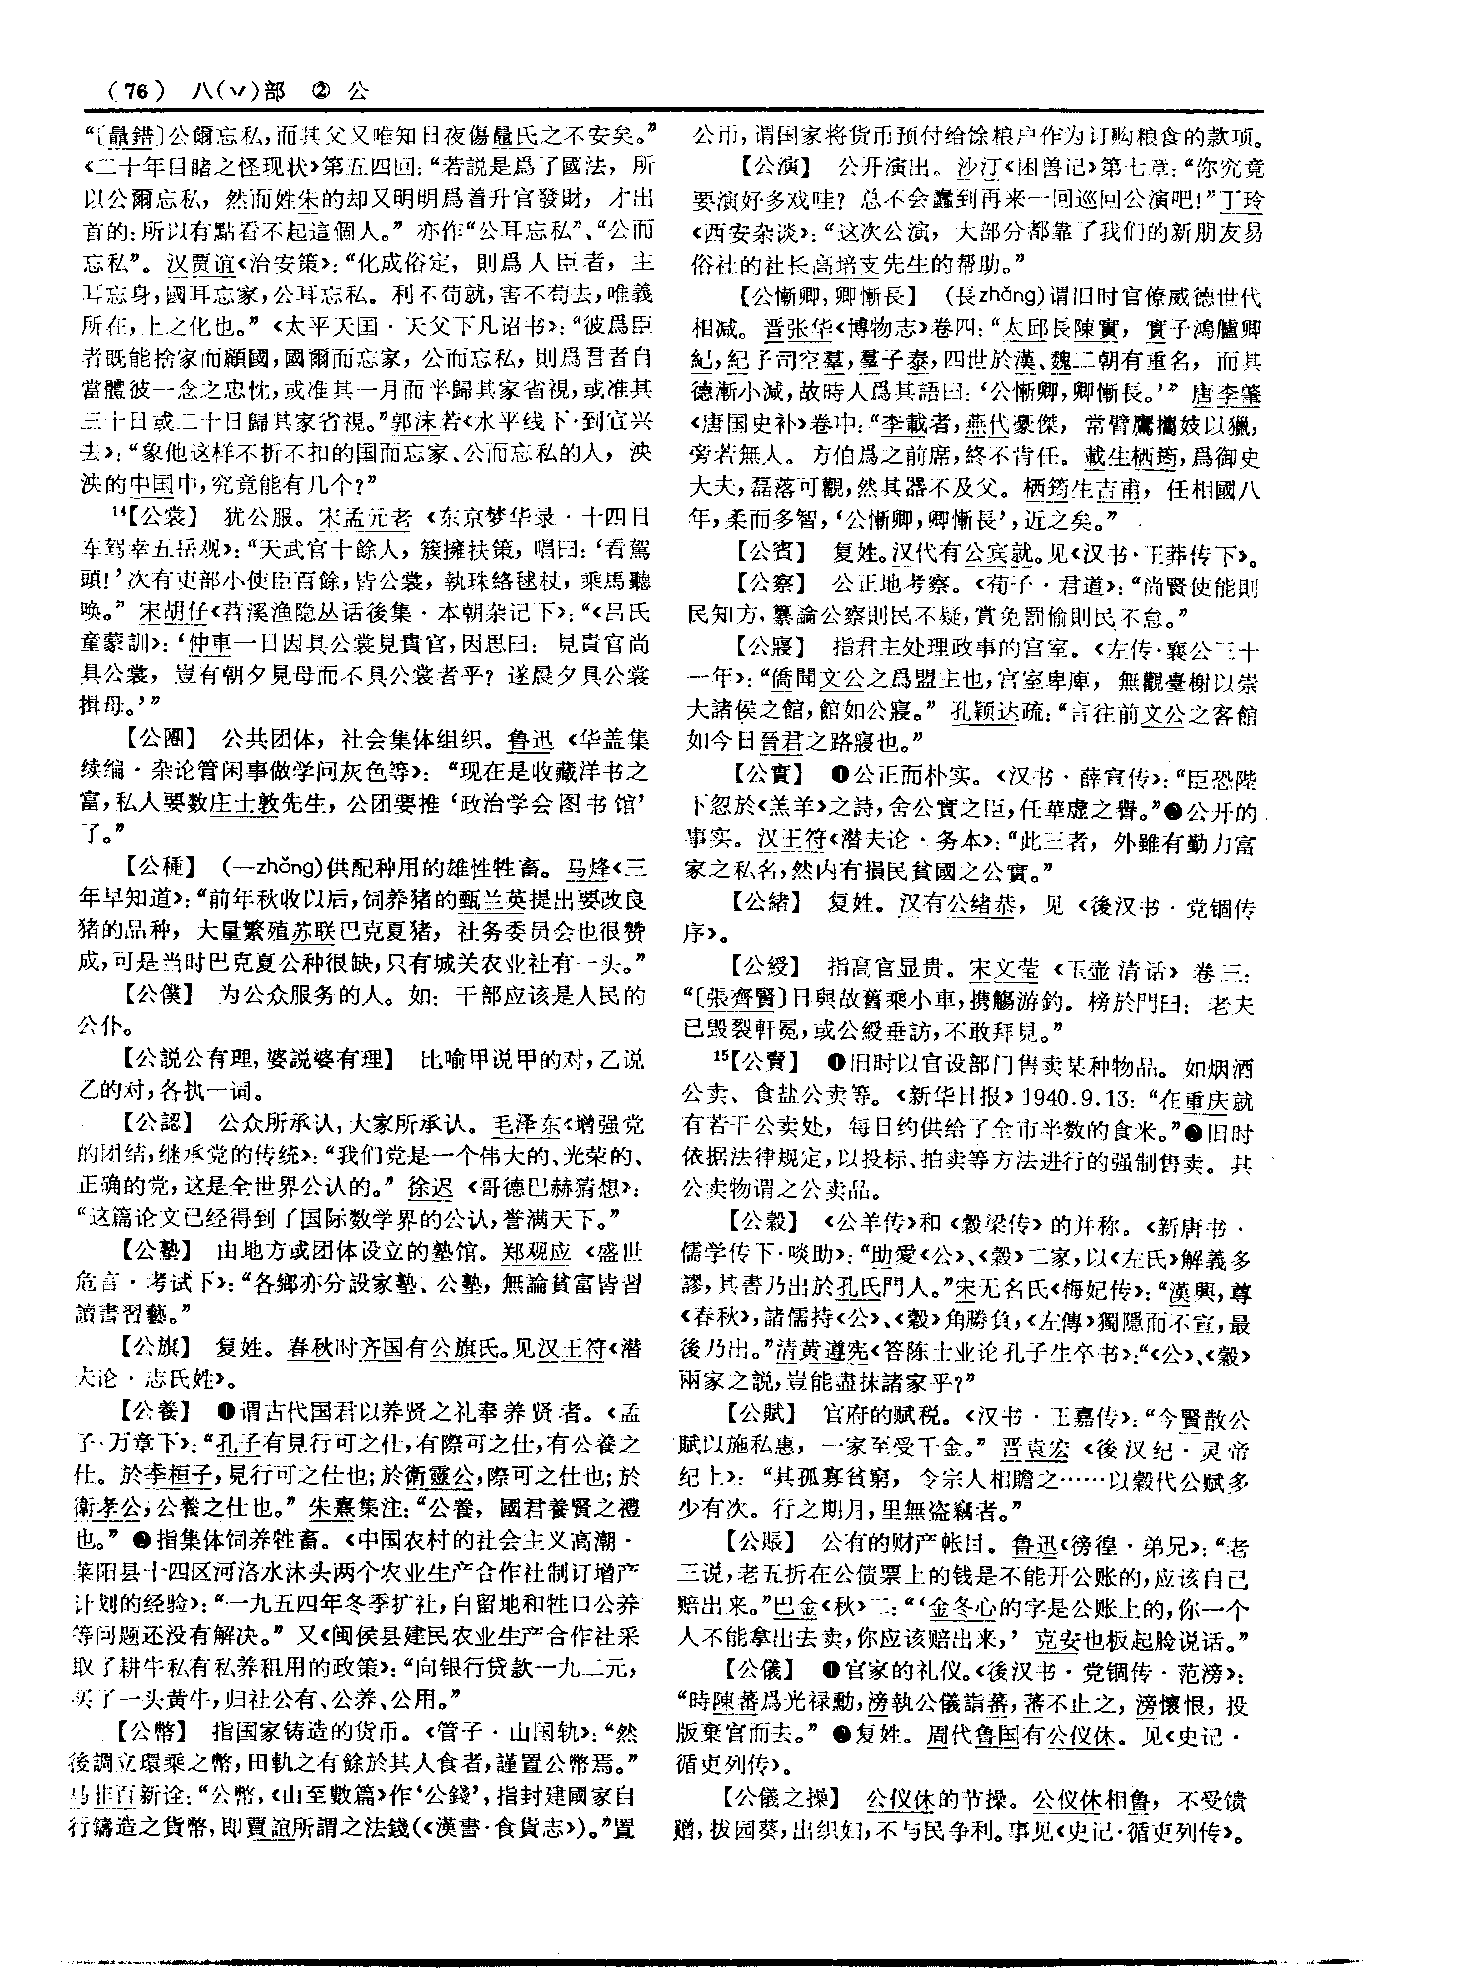 （76） 八(丷)部 ② 公
“〔鼂錯〕公爾忘私，而其父又唯知日夜傷鼂氏之不安矣。”
《二十年目睹之怪现状》第五四回：“若説是爲了國法，所
以公爾忘私，然而姓朱的却又明明爲着升官發財，才出
首的：所以有點看不起這個人。”亦作“公耳忘私”、“公而
忘私”。汉贾谊《治安策》：“化成俗定，則爲人臣者，主
耳忘身，國耳忘家，公耳忘私。利不苟就，害不苟去，唯義
所在，上之化也。”《太平天国·天父下凡诏书》：“彼爲臣
者既能捨家而顧國，國爾而忘家，公而忘私，則爲君者自
當體彼一念之忠忱，或准其一月而半歸其家省視，或准其
三十日或二十日歸其家省視。”郭沫若《水平线下·到宜兴
去》：“象他这样不折不扣的国而忘家、公而忘私的人，泱
泱的中国中，究竟能有几个？”
14【公裳】 犹公服。宋孟元老《东京梦华录·十四日
车驾幸五岳观》：“天武官十餘人，簇擁扶策，唱曰：‘看駕
頭！’次有吏部小使臣百餘，皆公裳，執珠絡毬杖，乘馬聽
唤。”宋胡仔《苕溪渔隐丛话後集·本朝杂记下》：“《吕氏
童蒙訓》：‘仲車一日因具公裳見貴官，因思曰：見貴官尚
具公裳，豈有朝夕見母而不具公裳者乎？遂晨夕具公裳
揖母。’”
【公團】 公共团体，社会集体组织。鲁迅《华盖集
续编·杂论管闲事做学问灰色等》：“现在是收藏洋书之
富，私人要数庄士敦先生，公团要推‘政治学会图书馆’
了。”
【公種】 (—zhǒng)供配种用的雄性牲畜。马烽《三
年早知道》：“前年秋收以后，饲养猪的甄兰英提出要改良
猪的品种，大量繁殖苏联巴克夏猪，社务委员会也很赞
成，可是当时巴克夏公种很缺，只有城关农业社有一头。”
【公僕】 为公众服务的人。如：干部应该是人民的
公仆。
【公説公有理，婆説婆有理】 比喻甲说甲的对，乙说
乙的对，各执一词。
【公認】 公众所承认，大家所承认。毛泽东《增强党
的团结，继承党的传统》：“我们党是一个伟大的、光荣的、
正确的党，这是全世界公认的。”徐迟《哥德巴赫猜想》：
“这篇论文已经得到了国际数学界的公认，誉满天下。”
【公塾】 由地方或团体设立的塾馆。郑观应《盛世
危言·考试下》：“各鄉亦分設家塾、公塾，無論貧富皆習
讀書習藝。”
【公旗】 复姓。春秋时齐国有公旗氏。见汉王符《潜
夫论·志氏姓》。
【公養】 ❶谓古代国君以养贤之礼奉养贤者。《孟
子·万章下》：“孔子有見行可之仕，有際可之仕，有公養之
仕。於季桓子，見行可之仕也；於衛靈公，際可之仕也；於
衛孝公，公養之仕也。”朱熹集注：“公養，國君養賢之禮
也。”❷指集体饲养牲畜。《中国农村的社会主义高潮·
莱阳县十四区河洛水沐头两个农业生产合作社制订增产
计划的经验》：“一九五四年冬季扩社，自留地和牲口公养
等问题还没有解决。”又《闽侯县建民农业生产合作社采
取了耕牛私有私养租用的政策》：“向银行贷款一九二元，
买了一头黄牛，归社公有、公养、公用。”
【公幣】 指国家铸造的货币。《管子·山国轨》：“然
後調立環乘之幣，田軌之有餘於其人食者，謹置公幣焉。”
马非百新诠：“公幣，《山至數篇》作‘公錢’，指封建國家自
行鑄造之貨幣，即賈誼所謂之法錢(《漢書·食貨志》)。”置
公币，谓国家将货币预付给馀粮户作为订购粮食的款项。
【公演】 公开演出。沙汀《困兽记》第七章：“你究竟
要演好多戏哇？总不会蠢到再来一回巡回公演吧！”丁玲
《西安杂谈》：“这次公演，大部分都靠了我们的新朋友易
俗社的社长高培支先生的帮助。”
【公慚卿，卿慚長】 (長zhǎng)谓旧时官僚威德世代
相减。晋张华《博物志》卷四：“太邱長陳寔，寔子鴻臚卿
紀，紀子司空羣，羣子泰，四世於漢、魏二朝有重名，而其
德漸小減，故時人爲其語曰：‘公慚卿，卿慚長。’”唐李肇
《唐国史补》卷中：“李載者，燕代豪傑，常臂鷹攜妓以獵，
旁若無人。方伯爲之前席，終不肯任。載生栖筠，爲御史
大夫，磊落可觀，然其器不及父。栖筠生吉甫，任相國八
年，柔而多智，‘公慚卿，卿慚長’，近之矣。”
【公賓】 复姓。汉代有公宾就。见《汉书·王莽传下》。
【公察】 公正地考察。《荀子·君道》：“尚賢使能則
民知方，纂論公察則民不疑，賞免罰偷則民不怠。”
【公寢】 指君主处理政事的宫室。《左传·襄公三十
一年》：“僑聞文公之爲盟主也，宫室卑庳，無觀臺榭以崇
大諸侯之館，館如公寢。”孔颖达疏：“言往前文公之客館
如今日晉君之路寢也。”
【公實】 ❶公正而朴实。《汉书·薛宣传》：“臣恐陛
下忽於《羔羊》之詩，舍公實之臣，任華虚之譽。”❷公开的
事实。汉王符《潜夫论·务本》：“此三者，外雖有勤力富
家之私名，然内有損民貧國之公實。”
【公緒】 复姓。汉有公绪恭，见《後汉书·党锢传
序》。
【公綬】 指高官显贵。宋文莹《玉壶清话》卷三：
“〔張齊賢〕日與故舊乘小車，携觴游釣。榜於門曰：老夫
已毁裂軒冕，或公綬垂訪，不敢拜見。”
15【公賣】 ❶旧时以官设部门售卖某种物品。如烟酒
公卖、食盐公卖等。《新华日报》1940.9.13：“在重庆就
有若干公卖处，每日约供给了全市半数的食米。”❷旧时
依据法律规定，以投标、拍卖等方法进行的强制售卖。其
公卖物谓之公卖品。
【公穀】 《公羊传》和《穀梁传》的并称。《新唐书·
儒学传下·啖助》：“助愛《公》、《穀》二家，以《左氏》解義多
謬，其書乃出於孔氏門人。”宋无名氏《梅妃传》：“漢興，尊
《春秋》，諸儒持《公》、《穀》角勝負，《左傳》獨隱而不宣，最
後乃出。”清黄遵宪《答陈士业论孔子生卒书》：“《公》、《穀》
兩家之説，豈能盡抹諸家乎？”
【公賦】 官府的赋税。《汉书·王嘉传》：“今賢散公
賦以施私惠，一家至受千金。”晋袁宏《後汉纪·灵帝
纪上》：“其孤寡貧窮，令宗人相贍之……以穀代公赋多
少有次。行之期月，里無盗竊者。”
【公賬】 公有的财产帐目。鲁迅《彷徨·弟兄》：“老
三说，老五折在公债票上的钱是不能开公账的，应该自己
赔出来。”巴金《秋》二：“‘金冬心的字是公账上的，你一个
人不能拿出去卖，你应该赔出来，’克安也板起脸说话。”
【公儀】 ❶官家的礼仪。《後汉书·党锢传·范滂》：
“時陳蕃爲光禄勳，滂執公儀詣蕃，蕃不止之，滂懷恨，投
版棄官而去。”❷复姓。周代鲁国有公仪休。见《史记·
循吏列传》。
【公儀之操】 公仪休的节操。公仪休相鲁，不受馈
赠，拔园葵，出织妇，不与民争利。事见《史记·循吏列传》。